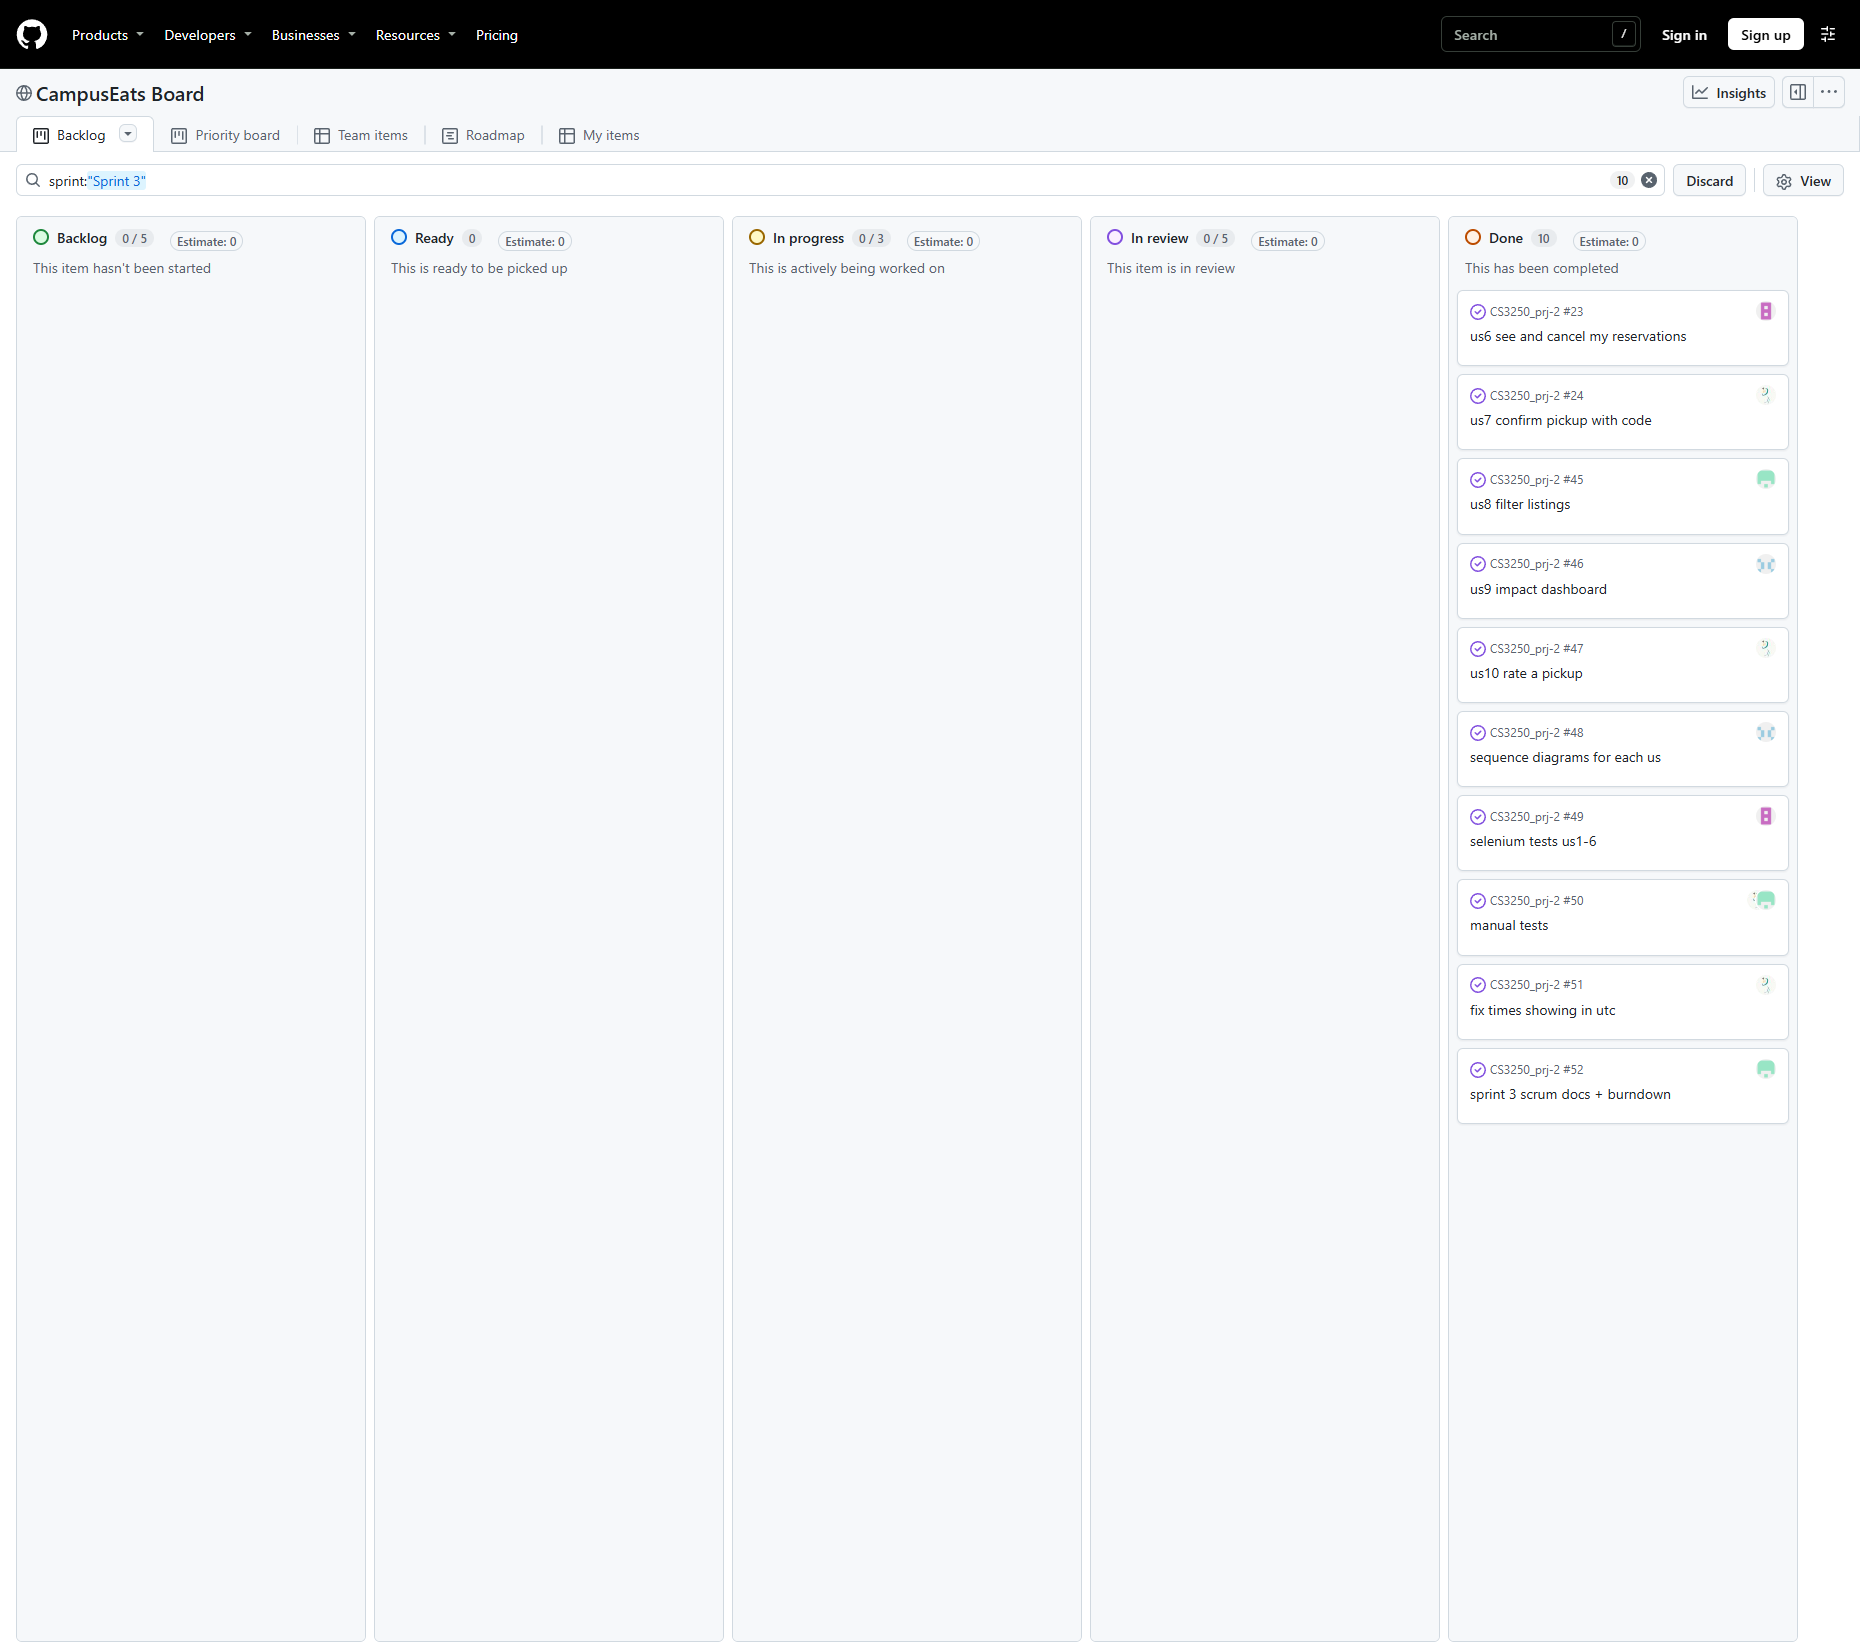 Products
Developers
Businesses
Resources
Pricing
Search
/
Sign in
Sign up
CampusEats Board
Insights
Backlog
Priority board
Team items
Roadmap
My items
sprint:"Sprint 3"
10
Discard
View
Backlog 0 / 5 Estimate: 0
This item hasn't been started
Ready 0 Estimate: 0
This is ready to be picked up
In progress 0 / 3 Estimate: 0
This is actively being worked on
In review 0 / 5 Estimate: 0
This item is in review
Done 10 Estimate: 0
This has been completed
CS3250_prj-2 #23
us6 see and cancel my reservations
CS3250_prj-2 #24
us7 confirm pickup with code
CS3250_prj-2 #45
us8 filter listings
CS3250_prj-2 #46
us9 impact dashboard
CS3250_prj-2 #47
us10 rate a pickup
CS3250_prj-2 #48
sequence diagrams for each us
CS3250_prj-2 #49
selenium tests us1-6
CS3250_prj-2 #50
manual tests
CS3250_prj-2 #51
fix times showing in utc
CS3250_prj-2 #52
sprint 3 scrum docs + burndown